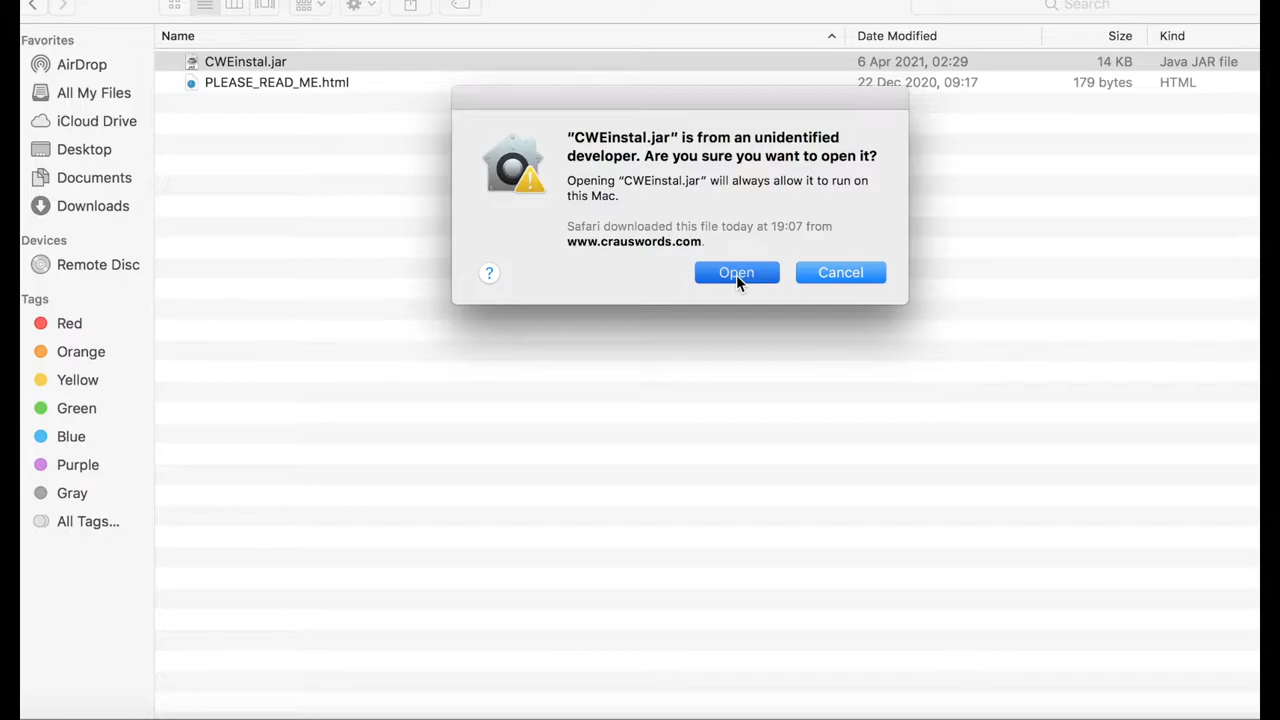 Search
Favorites
AirDrop
All My Files
iCloud Drive
Desktop
Documents
Downloads
Devices
Remote Disc
Tags
Red
Orange
Yellow
Green
Blue
Purple
Gray
All Tags...
Name Date Modified Size Kind
CWEinstal.jar 6 Apr 2021, 02:29 14 KB Java JAR file
PLEASE_READ_ME.html 22 Dec 2020, 09:17 179 bytes HTML
“CWEinstal.jar” is from an unidentified
developer. Are you sure you want to open it?
Opening “CWEinstal.jar” will always allow it to run on
this Mac.
Safari downloaded this file today at 19:07 from
www.crauswords.com.
? Open Cancel